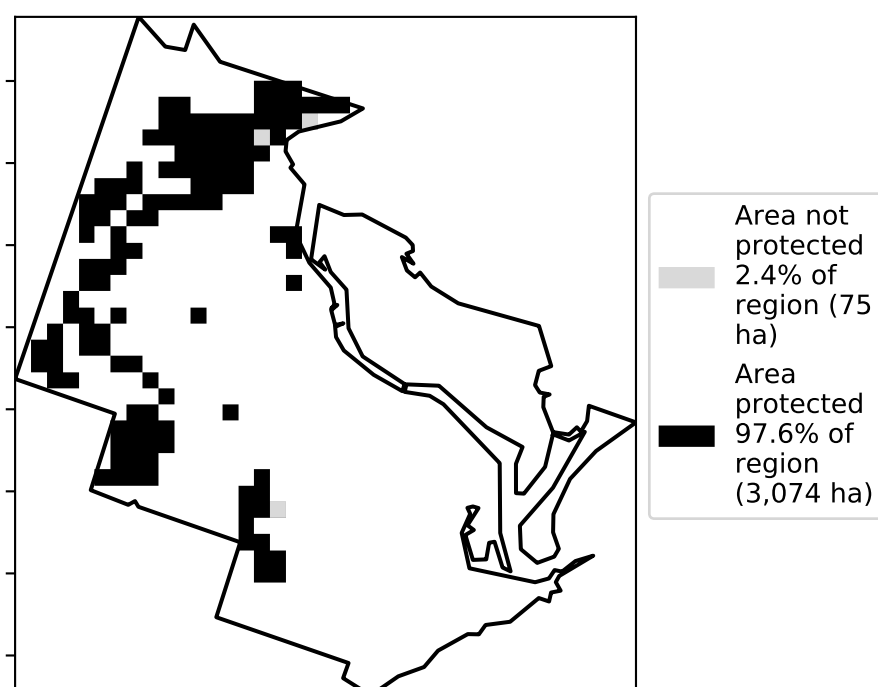 Area not
protected
2.4% of
region (75
ha)
Area
protected
97.6% of
region
(3,074 ha)